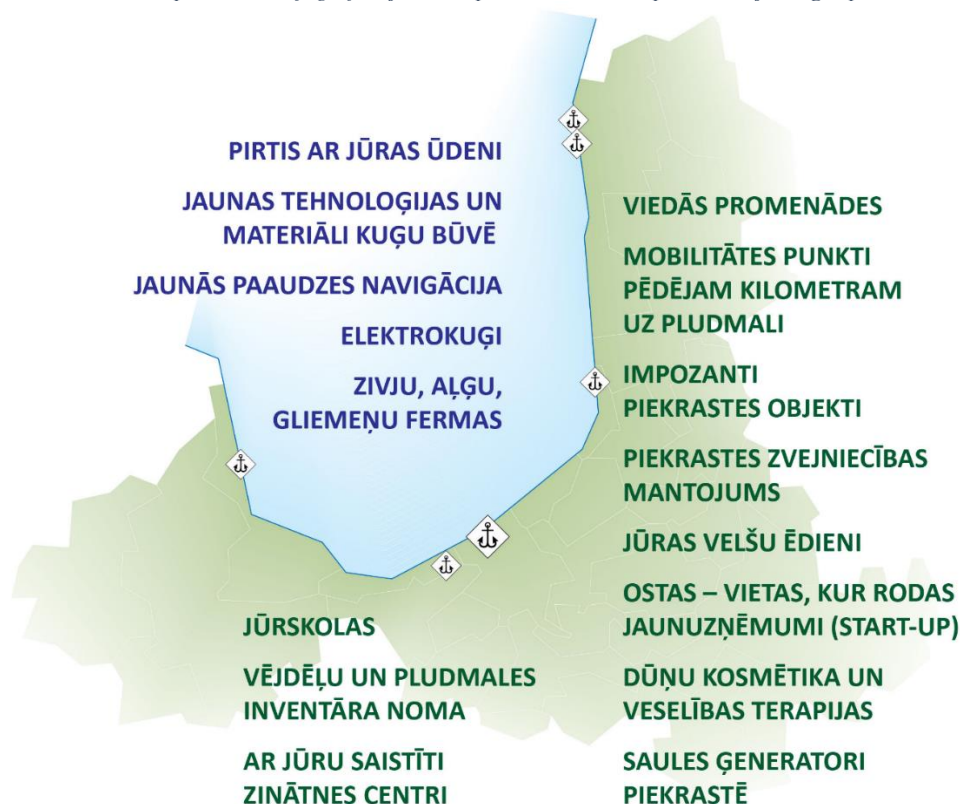 PIRTIS AR JŪRAS ŪDENI
JAUNAS TEHNOLOĢIJAS UN
MATERIĀLI KUĢU BŪVĒ
JAUNĀS PAAUDZES NAVIGĀCIJA
ELEKTROKUĢI
ZIVJU, AĻĢU,
GLIEMEŅU FERMAS
VIEDĀS PROMENĀDES
MOBILITĀTES PUNKTI
PĒDĒJAM KILOMETRAM
UZ PLUDMALI
IMPOZANTI
PIEKRASTES OBJEKTI
PIEKRASTES ZVEJNIECĪBAS
MANTOJUMS
JŪRAS VELŠU ĒDIENI
OSTAS – VIETAS, KUR RODAS
JAUNUZŅĒMUMI (START-UP)
DŪŅU KOSMĒTIKA UN
VESELĪBAS TERAPIJAS
SAULES ĢENERATORI
PIEKRASTĒ
JŪRSKOLAS
VĒJDĒĻU UN PLUDMALES
INVENTĀRA NOMA
AR JŪRU SAISTĪTI
ZINĀTNES CENTRI